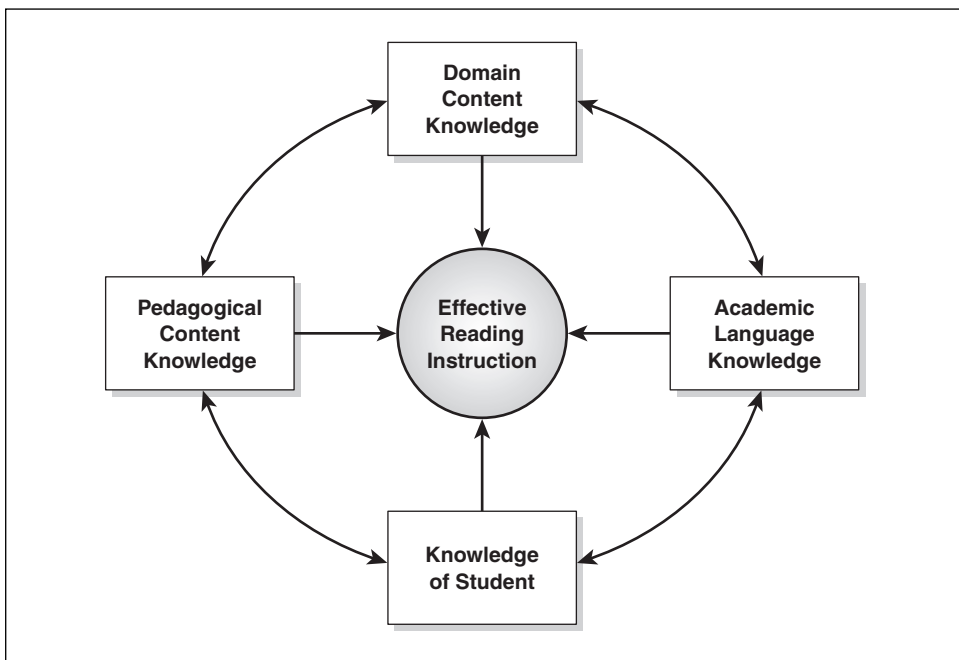 Domain
Content
Knowledge
Pedagogical
Content
Knowledge
Effective
Reading
Instruction
Academic
Language
Knowledge
Knowledge
of Student